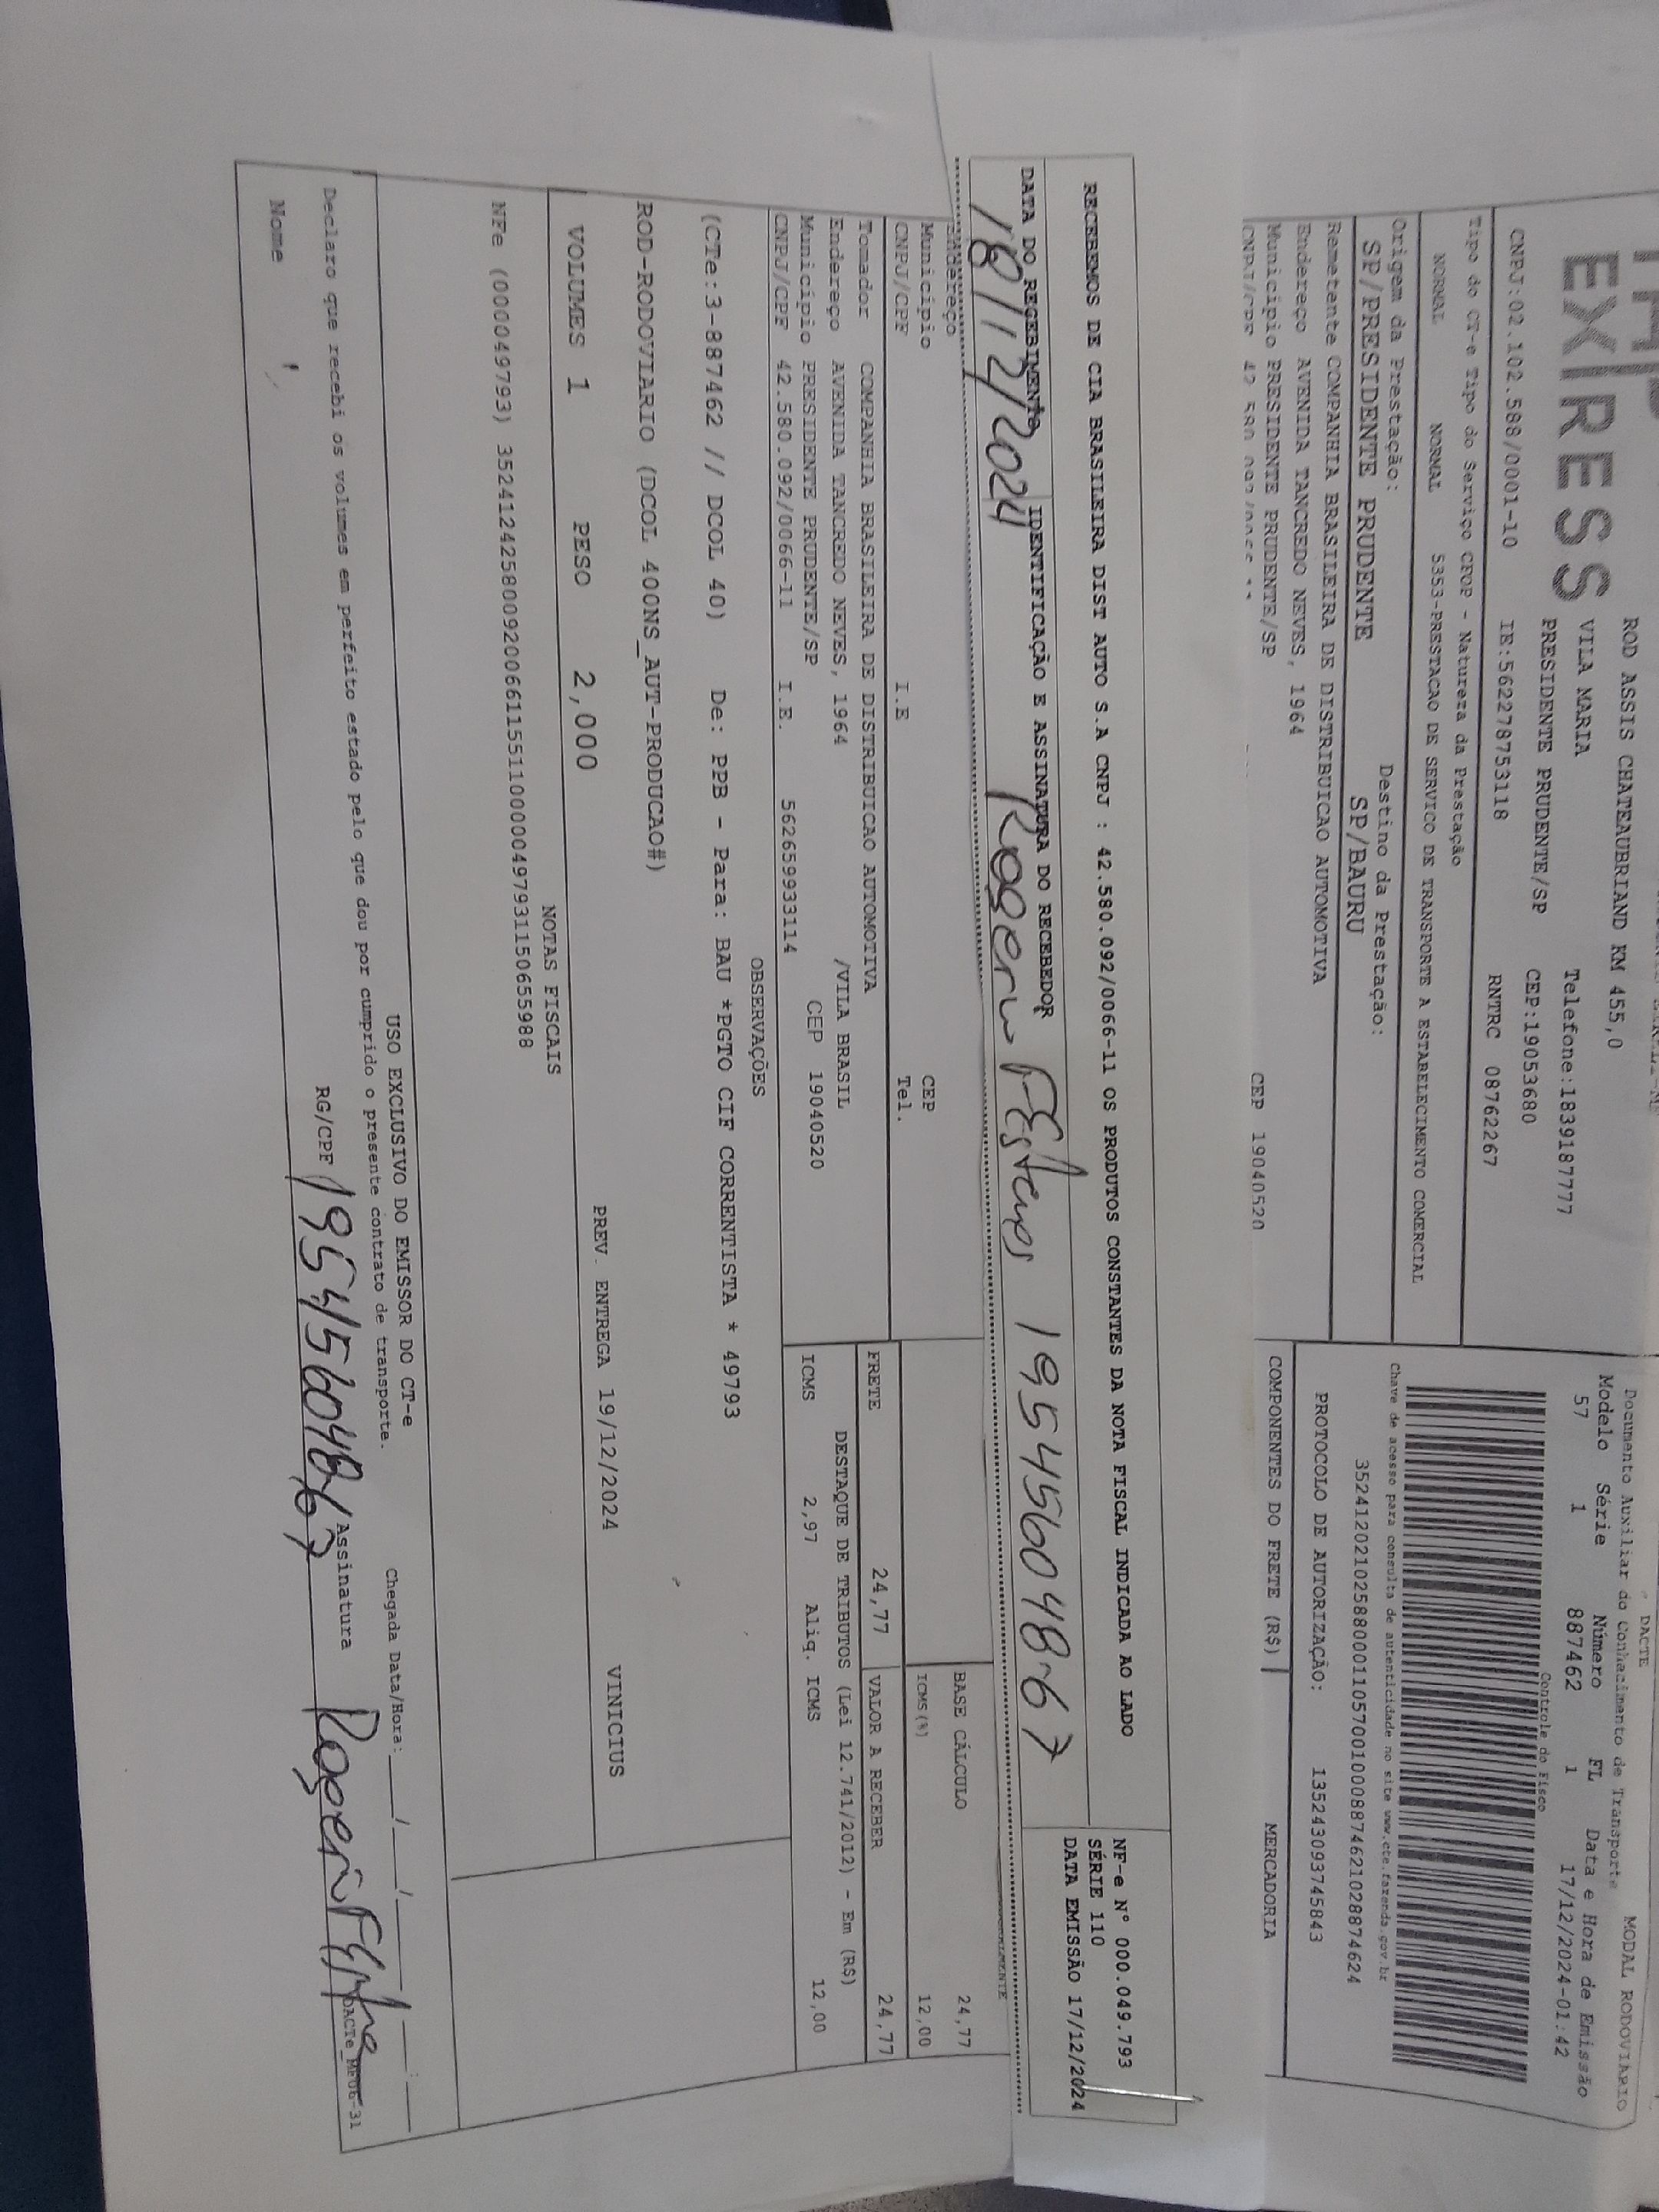 EXPRESS
ROD ASSIS CHATEAUBRIAND KM 455,0
VILA MARIA Telefone:1839187777
PRESIDENTE PRUDENTE/SP CEP:19053680
CNPJ:02.102.588/0001-10 IE:562278753118 RNTRC 08762267
DACTE MODAL RODOVIARIO
Documento Auxiliar do Conhecimento de Transporte
Modelo Série Número FL Data e Hora de Emissão
57 1 887462 1 17/12/2024-01:42
Controle do Fisco
Chave de acesso para consulta de autenticidade no site www.cte.fazenda.gov.br
35241202102588000110570010008874621028874624
PROTOCOLO DE AUTORIZAÇÃO: 135243093745843
Tipo do CT-e Tipo do Serviço CFOP - Natureza da Prestação
NORMAL NORMAL 5353-PRESTACAO DE SERVICO DE TRANSPORTE A ESTABELECIMENTO COMERCIAL
Origem da Prestação: Destino da Prestação:
SP/PRESIDENTE PRUDENTE SP/BAURU
Remetente COMPANHIA BRASILEIRA DE DISTRIBUICAO AUTOMOTIVA
Endereço AVENIDA TANCREDO NEVES, 1964
Municipio PRESIDENTE PRUDENTE/SP CEP 19040520
COMPONENTES DO FRETE (R$) MERCADORIA
RECEBEMOS DE CIA BRASILEIRA DIST AUTO S.A CNPJ : 42.580.092/0066-11 OS PRODUTOS CONSTANTES DA NOTA FISCAL INDICADA AO LADO
NF-e N° 000.049.793
SÉRIE 110
DATA EMISSÃO 17/12/2024
DATA DO RECEBIMENTO IDENTIFICAÇÃO E ASSINATURA DO RECEBEDOR
18/12/2024 195456048-67
Endereço
Município CEP
CNPJ/CPF I.E Tel.
BASE CÁLCULO 24,77
ICMS(%) 12,00
FRETE 24,77 VALOR A RECEBER 24,77
Tomador COMPANHIA BRASILEIRA DE DISTRIBUICAO AUTOMOTIVA
Endereço AVENIDA TANCREDO NEVES, 1964 /VILA BRASIL
Município PRESIDENTE PRUDENTE/SP CEP 19040520
CNPJ/CPF 42.580.092/0066-11 I.E. 562659933114
DESTAQUE DE TRIBUTOS (Lei 12.741/2012) - Em (R$)
ICMS 2,97 Aliq. ICMS 12,00
OBSERVAÇÕES
(CTe:3-887462 // DCOL 40) De: PPB - Para: BAU *PGTO CIF CORRENTISTA * 49793
ROD-RODOVIARIO (DCOL 400NS_AUT-PRODUCAO#)
VOLUMES 1 PESO 2,000 PREV. ENTREGA 19/12/2024 VINICIUS
NOTAS FISCAIS
NFe (000049793) 35241242580092006611551100000497931150655988
USO EXCLUSIVO DO EMISSOR DO CT-e
Declaro que recebi os volumes em perfeito estado pelo que dou por cumprido o presente contrato de transporte.
Chegada Data/Hora: / / :
Nome RG/CPF 195456048-67 Assinatura
DACTe_MP06-31